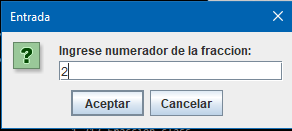 Entrada
Ingrese numerador de la fraccion:
2
Aceptar Cancelar